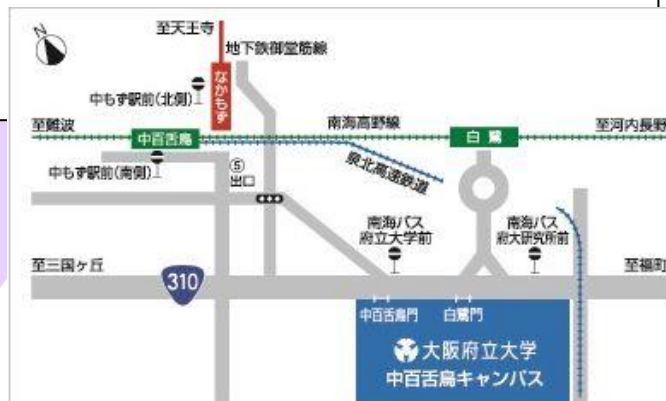 N
至天王寺
地下鉄御堂筋線
なかもず
中もず駅前(北側)
至難波
中百舌鳥
南海高野線
白鷺
至河内長野
中もず駅前(南側)
⑤
出口
泉北高速鉄道
南海バス
府立大学前
南海バス
府大研究所前
至三国ヶ丘
310
至福町
中百舌鳥門
白鷺門
大阪府立大学
中百舌鳥キャンパス